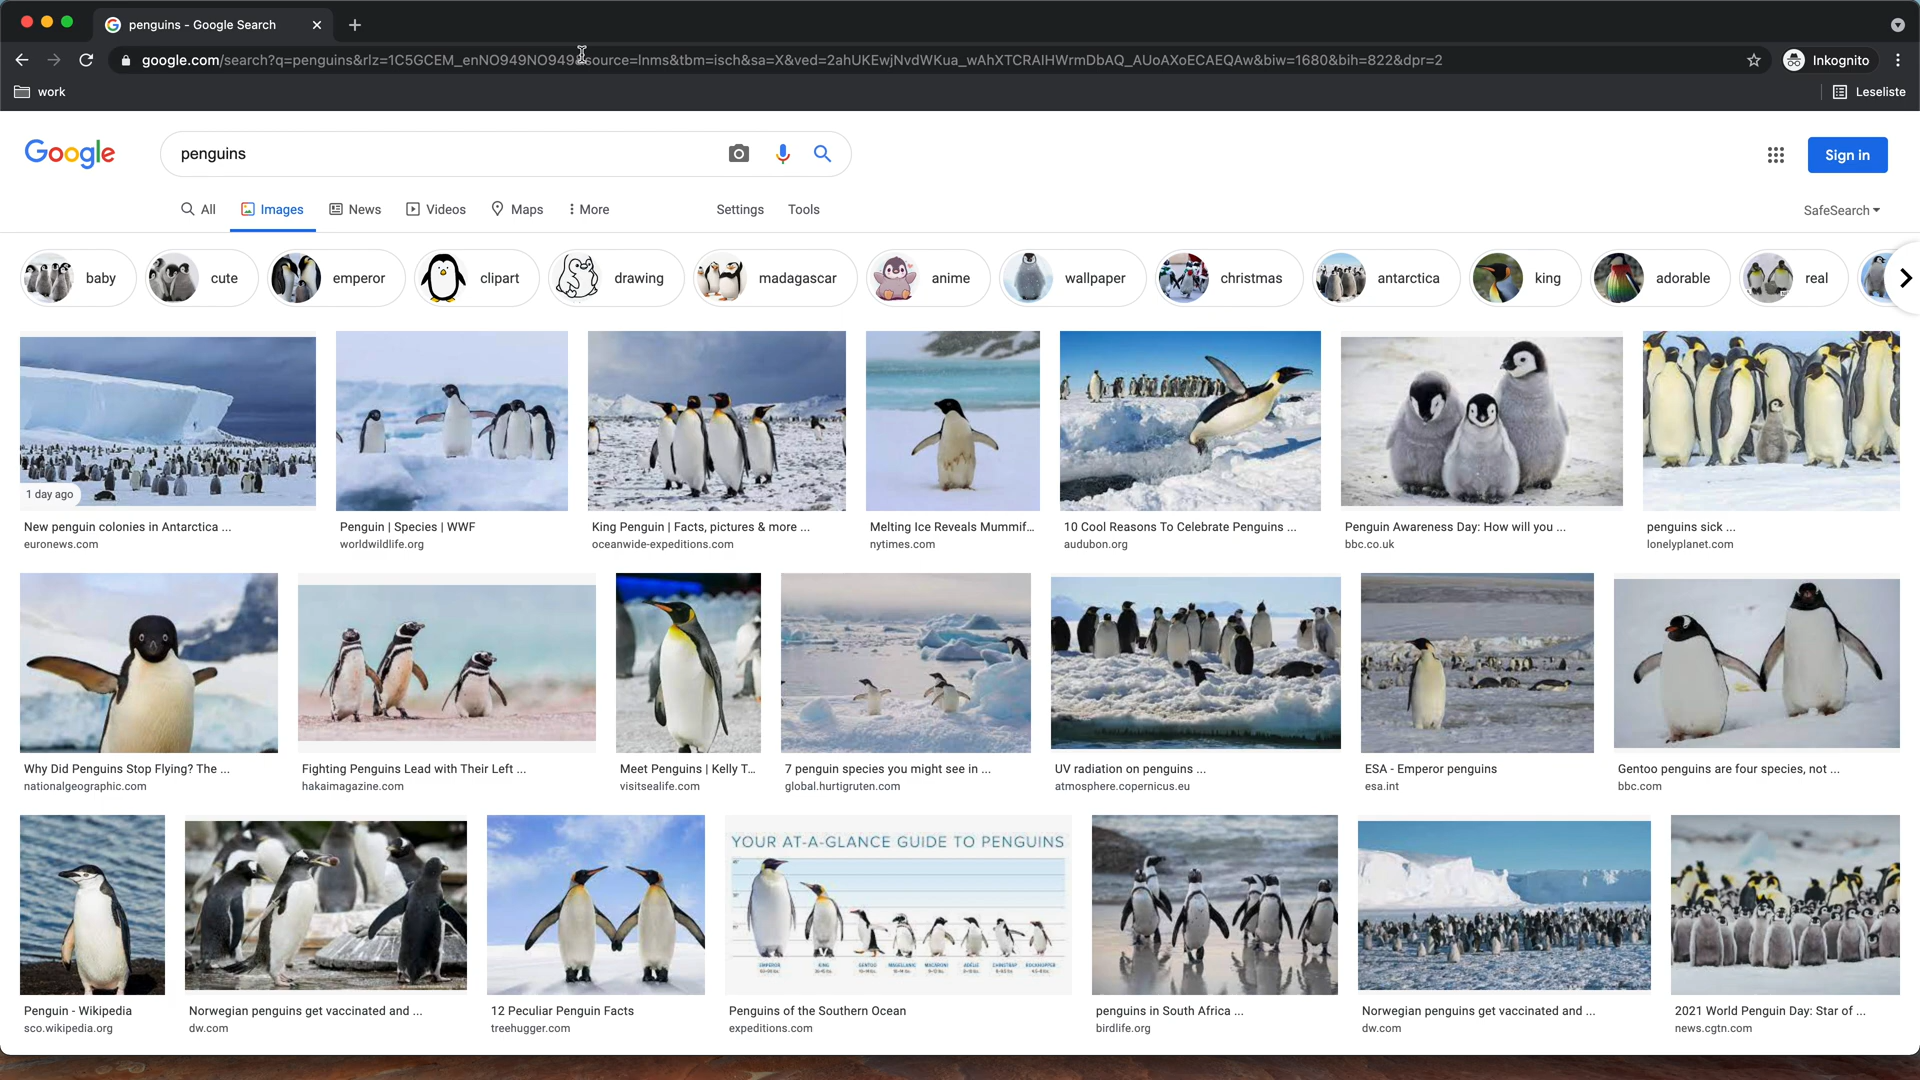 penguins - Google Search
google.com/search?q=penguins&rlz=1C5GCEM_enNO949NO949&source=lnms&tbm=isch&sa=X&ved=2ahUKEwjNvdWKua_wAhXTCRAIHWrmDbAQ_AUoAXoECAEQAw&biw=1680&bih=822&dpr=2
Inkognito
work
Leseliste
Google
penguins
Sign in
All
Images
News
Videos
Maps
More
Settings
Tools
SafeSearch
baby
cute
emperor
clipart
drawing
madagascar
anime
wallpaper
christmas
antarctica
king
adorable
real
1 day ago
New penguin colonies in Antarctica ...
euronews.com
Penguin | Species | WWF
worldwildlife.org
King Penguin | Facts, pictures & more ...
oceanwide-expeditions.com
Melting Ice Reveals Mummif...
nytimes.com
10 Cool Reasons To Celebrate Penguins ...
audubon.org
Penguin Awareness Day: How will you ...
bbc.co.uk
penguins sick ...
lonelyplanet.com
Why Did Penguins Stop Flying? The ...
nationalgeographic.com
Fighting Penguins Lead with Their Left ...
hakaimagazine.com
Meet Penguins | Kelly T...
visitsealife.com
7 penguin species you might see in ...
global.hurtigruten.com
UV radiation on penguins ...
atmosphere.copernicus.eu
ESA - Emperor penguins
esa.int
Gentoo penguins are four species, not ...
bbc.com
YOUR AT-A-GLANCE GUIDE TO PENGUINS
EMPEROR
KING
GENTOO
MAGELLANIC
MACARONI
ADELIE
CHINSTRAP
ROCKHOPPER
Penguin - Wikipedia
sco.wikipedia.org
Norwegian penguins get vaccinated and ...
dw.com
12 Peculiar Penguin Facts
treehugger.com
Penguins of the Southern Ocean
expeditions.com
penguins in South Africa ...
birdlife.org
Norwegian penguins get vaccinated and ...
dw.com
2021 World Penguin Day: Star of ...
news.cgtn.com